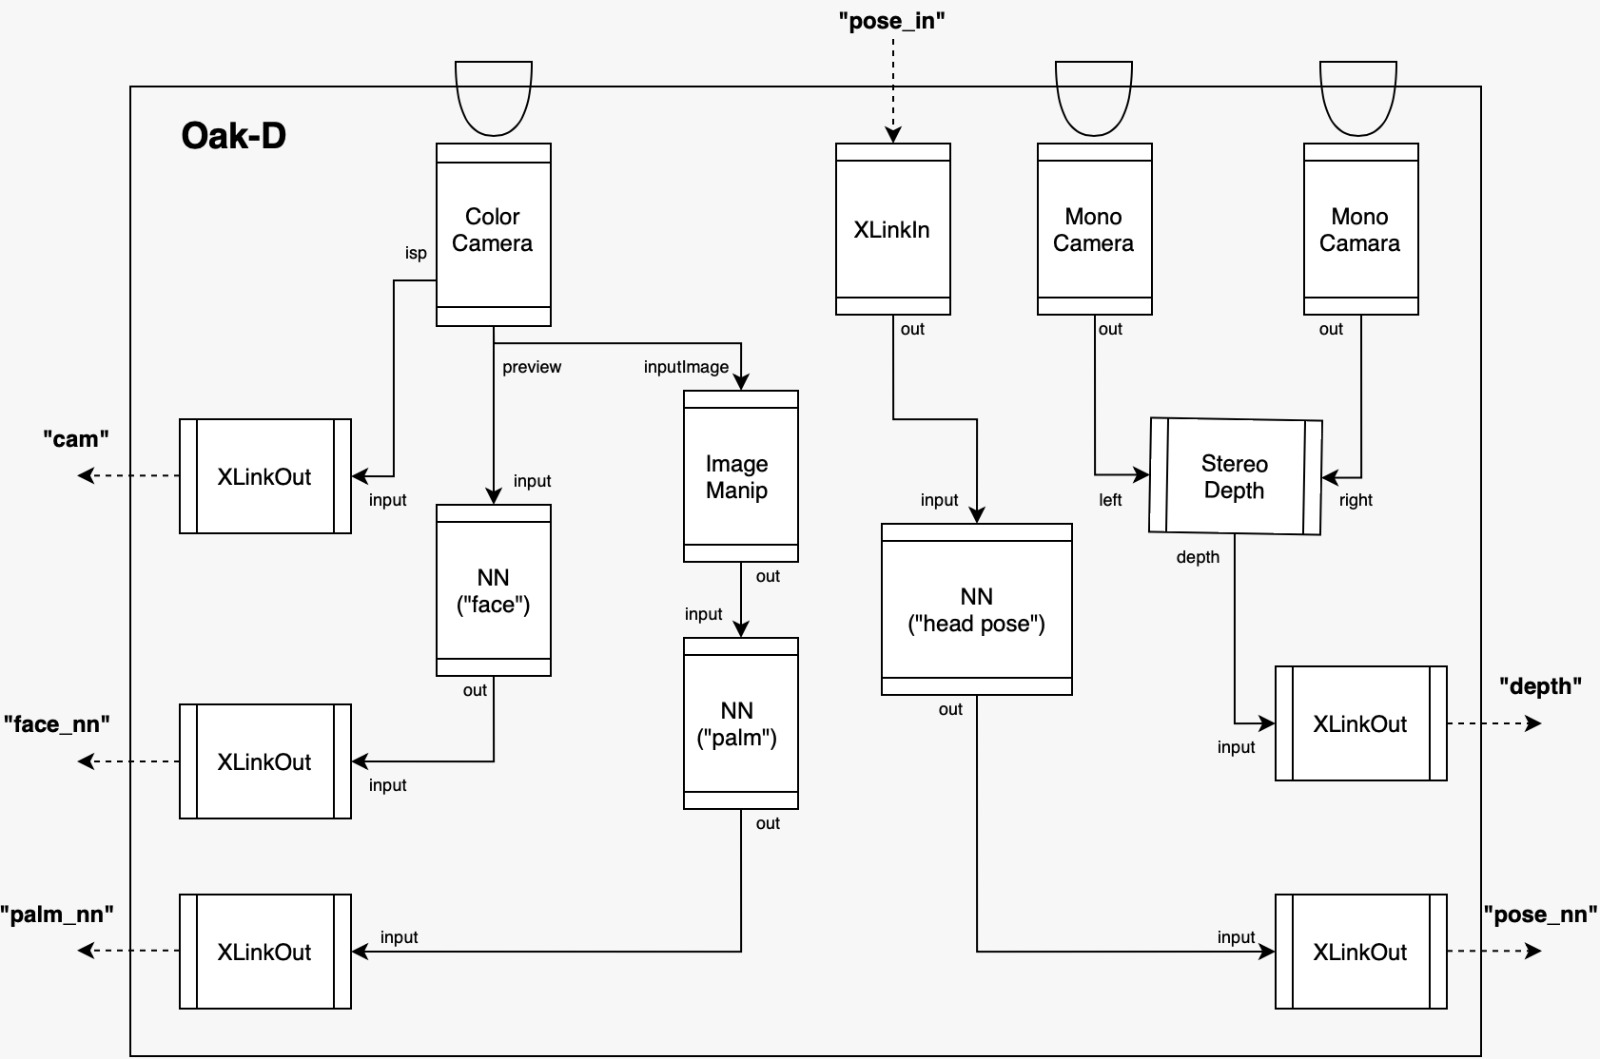 "pose_in"
Oak-D
Color
Camera
XLinkIn
Mono
Camera
Mono
Camara
isp
out
out
out
preview
inputImage
"cam"
XLinkOut
input
input
Image
Manip
input
left
Stereo
Depth
right
depth
NN
("face")
out
input
NN
("head pose")
out
"face_nn"
XLinkOut
input
NN
("palm")
out
out
input
XLinkOut
"depth"
"palm_nn"
XLinkOut
input
input
XLinkOut
"pose_nn"